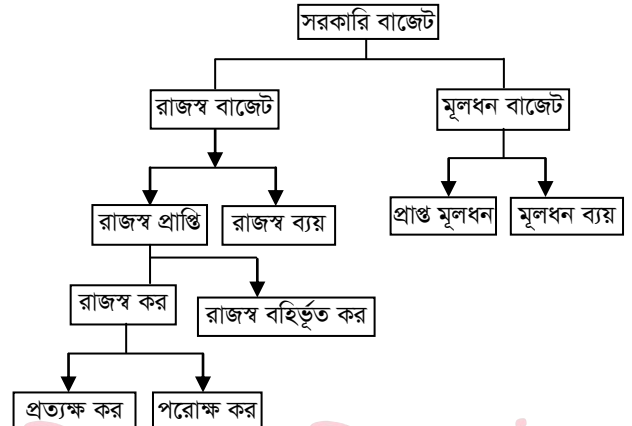 সরকারি বাজেট
রাজস্ব বাজেট
মূলধন বাজেট
রাজস্ব প্রাপ্তি
রাজস্ব ব্যয়
প্রাপ্ত মূলধন
মূলধন ব্যয়
রাজস্ব কর
রাজস্ব বহির্ভূত কর
প্রত্যক্ষ কর
পরোক্ষ কর